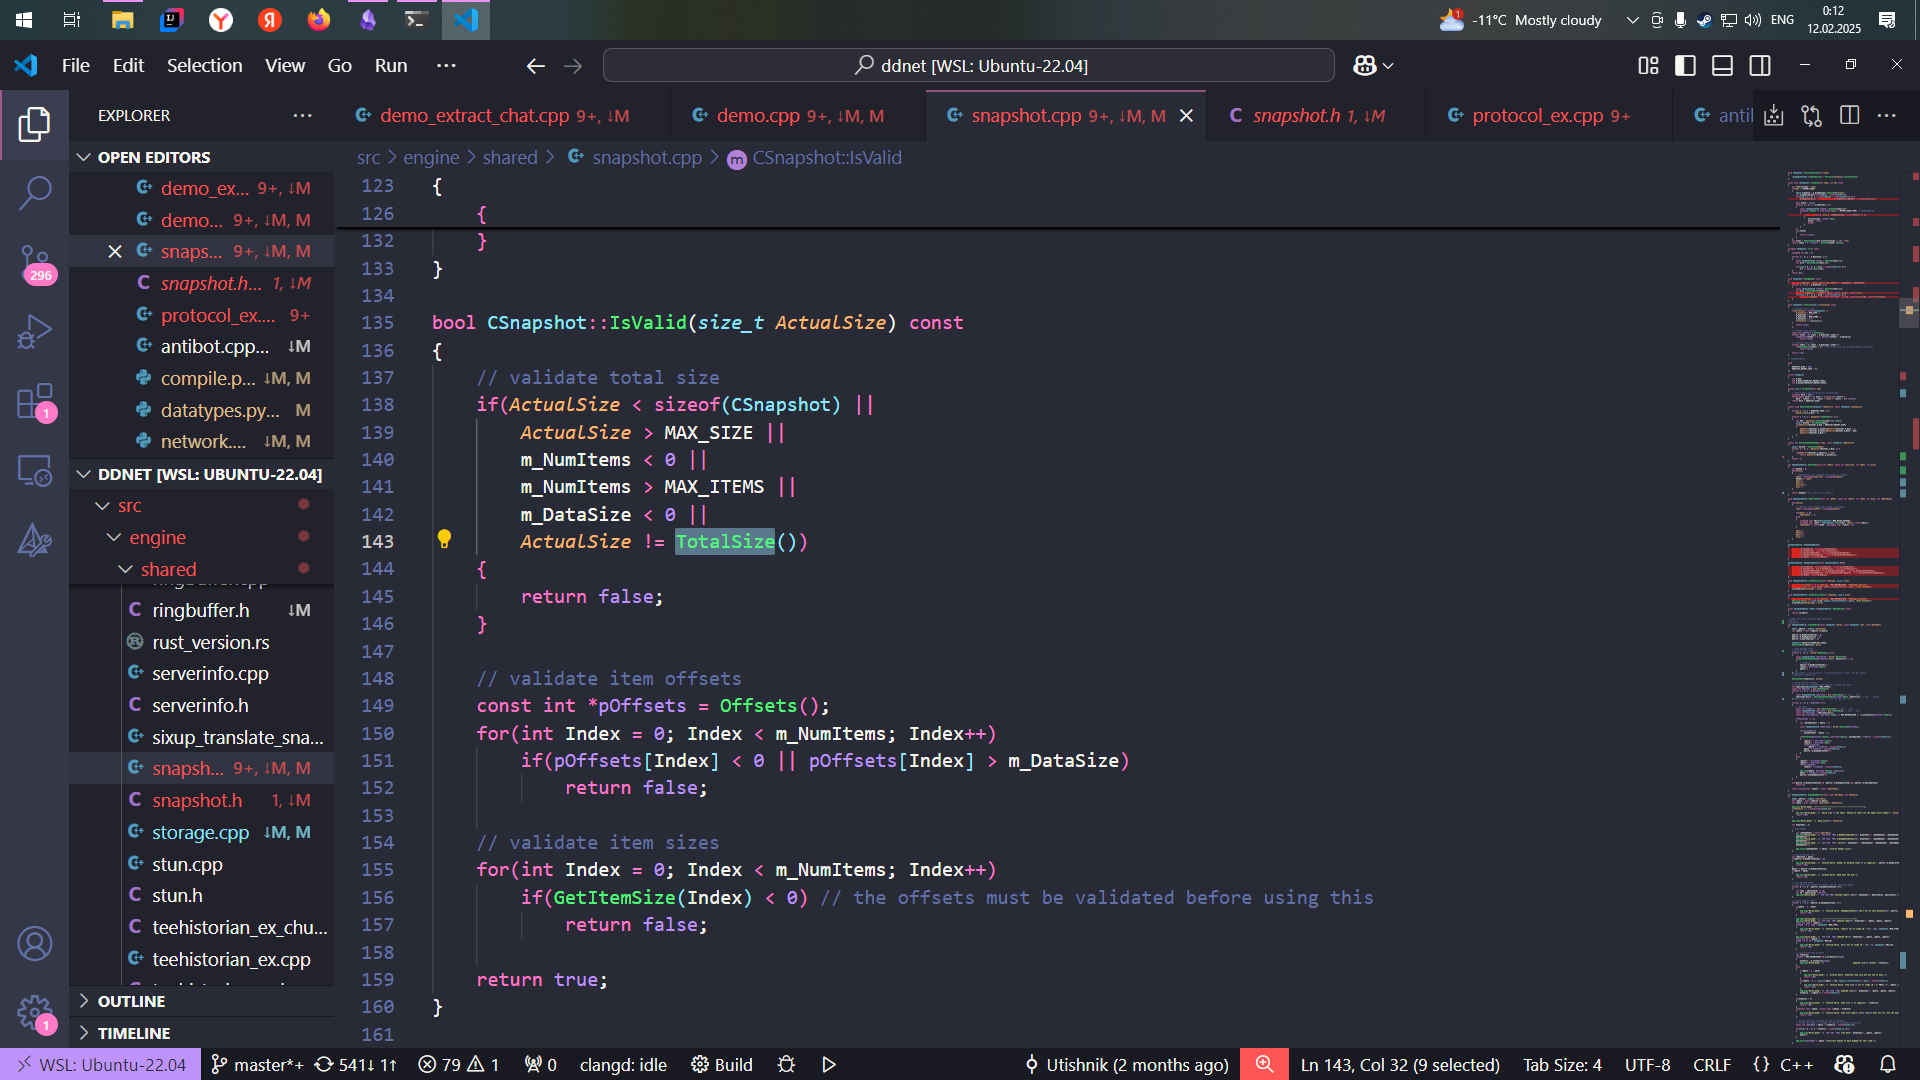 -11°C Mostly cloudy
ENG
0:12
12.02.2025
File Edit Selection View Go Run ···
ddnet [WSL: Ubuntu-22.04]
EXPLORER
demo_extract_chat.cpp 9+, ↓M
demo.cpp 9+, ↓M, M
snapshot.cpp 9+, ↓M, M
snapshot.h 1, ↓M
protocol_ex.cpp 9+
antil
OPEN EDITORS
demo_ex... 9+, ↓M
demo... 9+, ↓M, M
snaps... 9+, ↓M, M
snapshot.h... 1, ↓M
protocol_ex.... 9+
antibot.cpp... ↓M
compile.p... ↓M, M
datatypes.py... M
network.... ↓M, M
DDNET [WSL: UBUNTU-22.04]
src
engine
shared
ringbuffer.cpp
ringbuffer.h ↓M
rust_version.rs
serverinfo.cpp
serverinfo.h
sixup_translate_sna...
snapsh... 9+, ↓M, M
snapshot.h 1, ↓M
storage.cpp ↓M, M
stun.cpp
stun.h
teehistorian_ex_chu...
teehistorian_ex.cpp
OUTLINE
TIMELINE
296
1
1
src > engine > shared > snapshot.cpp > CSnapshot::IsValid
123 {
126 {
132 }
133 }
134
135 bool CSnapshot::IsValid(size_t ActualSize) const
136 {
137 // validate total size
138 if(ActualSize < sizeof(CSnapshot) ||
139 ActualSize > MAX_SIZE ||
140 m_NumItems < 0 ||
141 m_NumItems > MAX_ITEMS ||
142 m_DataSize < 0 ||
143 ActualSize != TotalSize())
144 {
145 return false;
146 }
147
148 // validate item offsets
149 const int *pOffsets = Offsets();
150 for(int Index = 0; Index < m_NumItems; Index++)
151 if(pOffsets[Index] < 0 || pOffsets[Index] > m_DataSize)
152 return false;
153
154 // validate item sizes
155 for(int Index = 0; Index < m_NumItems; Index++)
156 if(GetItemSize(Index) < 0) // the offsets must be validated before using this
157 return false;
158
159 return true;
160 }
161
WSL: Ubuntu-22.04 master*+ 541↓ 1↑ 79 1 0 clangd: idle Build Utishnik (2 months ago) Ln 143, Col 32 (9 selected) Tab Size: 4 UTF-8 CRLF {} C++